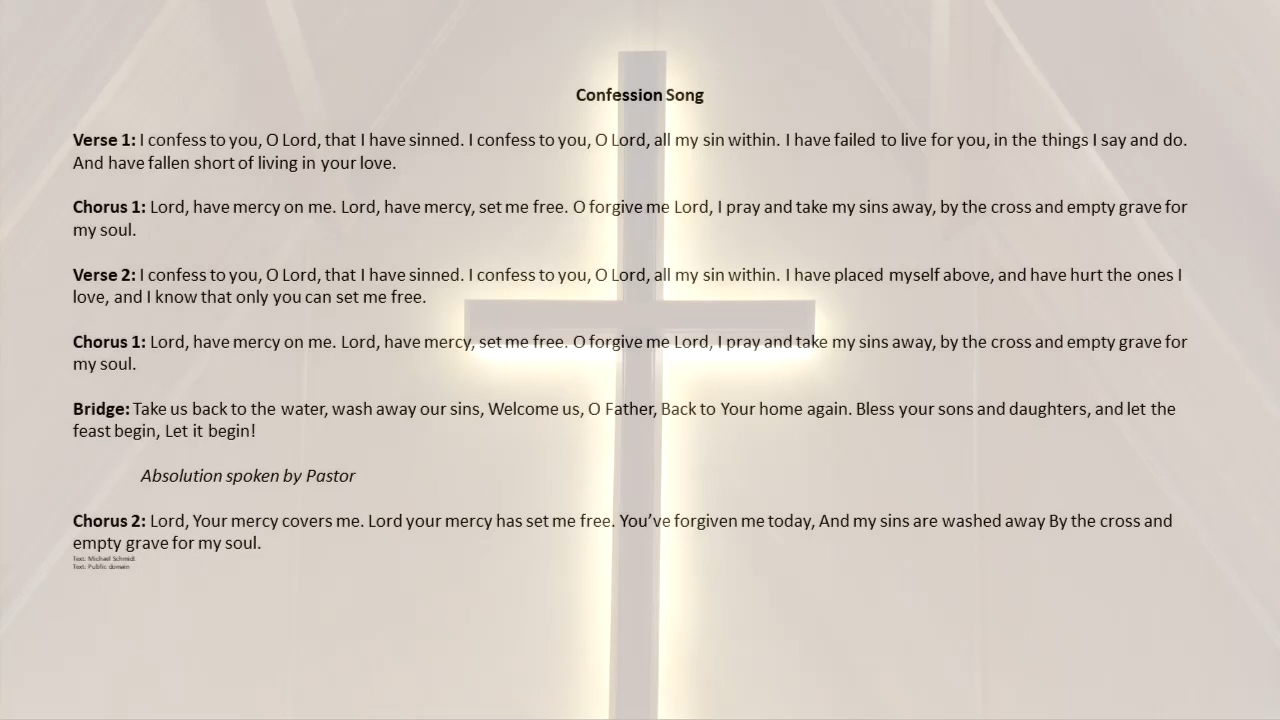 Confession Song
Verse 1: I confess to you, O Lord, that I have sinned. I confess to you, O Lord, all my sin within. I have failed to live for you, in the things I say and do.
And have fallen short of living in your love.
Chorus 1: Lord, have mercy on me. Lord, have mercy, set me free. O forgive me Lord, I pray and take my sins away, by the cross and empty grave for
my soul.
Verse 2: I confess to you, O Lord, that I have sinned. I confess to you, O Lord, all my sin within. I have placed myself above, and have hurt the ones I
love, and I know that only you can set me free.
Chorus 1: Lord, have mercy on me. Lord, have mercy, set me free. O forgive me Lord, I pray and take my sins away, by the cross and empty grave for
my soul.
Bridge: Take us back to the water, wash away our sins, Welcome us, O Father, Back to Your home again. Bless your sons and daughters, and let the
feast begin, Let it begin!
Absolution spoken by Pastor
Chorus 2: Lord, Your mercy covers me. Lord your mercy has set me free. You’ve forgiven me today, And my sins are washed away By the cross and
empty grave for my soul.
Text: Michael Schmidt
Text: Public domain